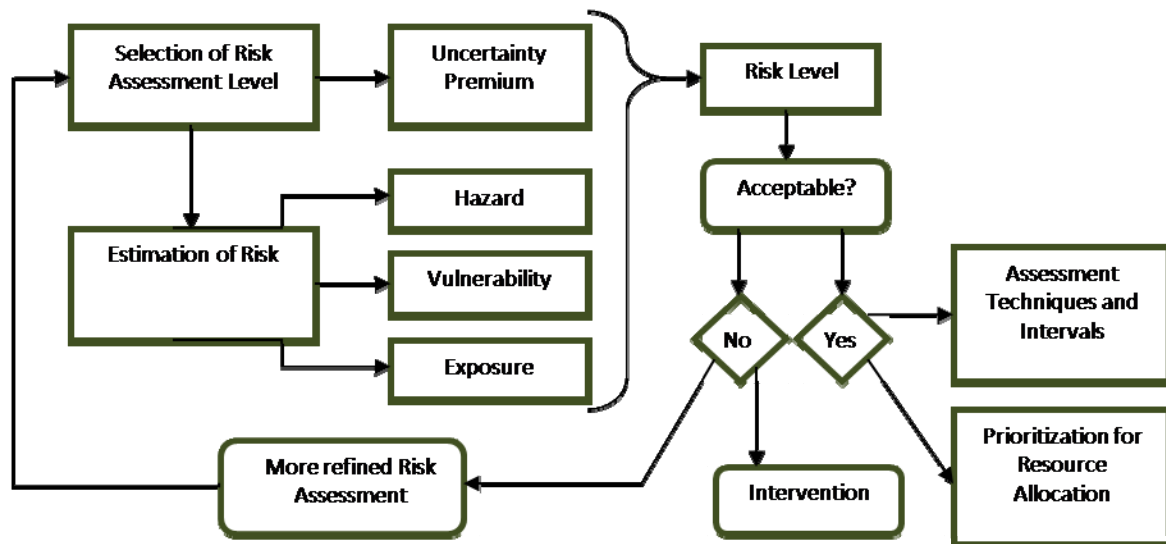 Selection of Risk
Assessment Level
Uncertainty
Premium
Risk Level
Acceptable?
Hazard
Estimation of Risk
Vulnerability
Exposure
No
Yes
Assessment
Techniques and
Intervals
Prioritization for
Resource
Allocation
More refined Risk
Assessment
Intervention